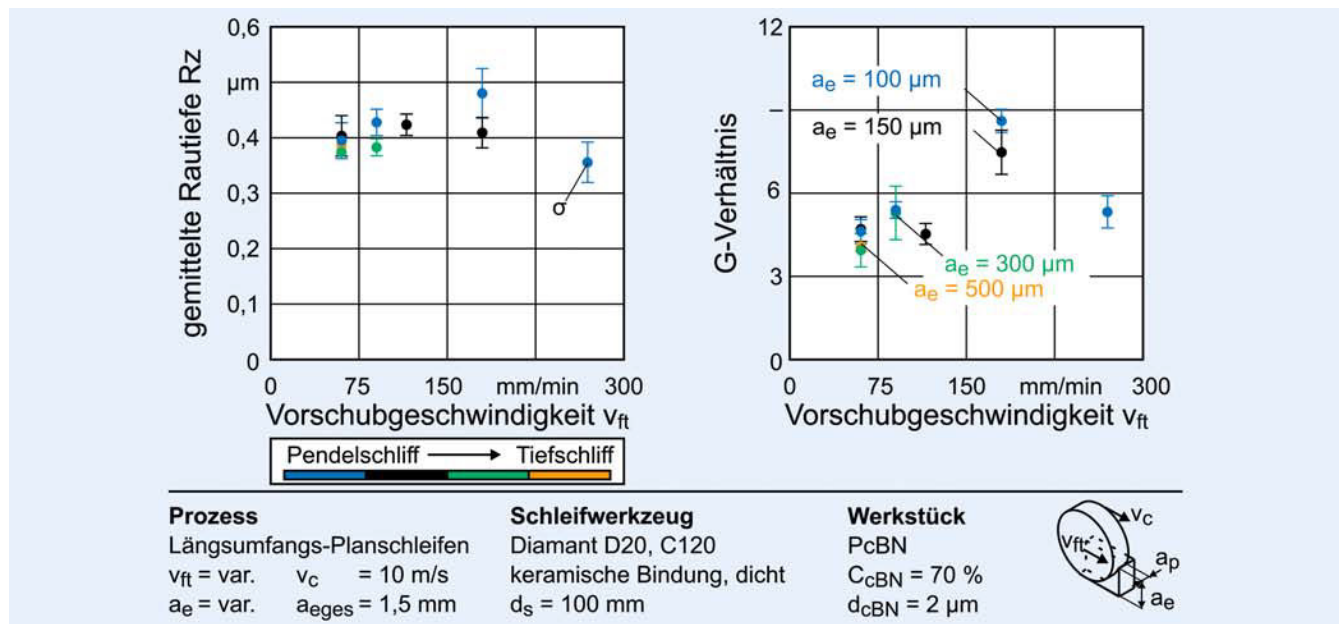 gemittelte Rautiefe Rz
0,6
µm
0,4
0,3
0,2
0,1
0
0 75 150 mm/min 300
Vorschubgeschwindigkeit vft
σ
G-Verhältnis
12
–
6
3
0
0 75 150 mm/min 300
Vorschubgeschwindigkeit vft
ae = 100 µm
ae = 150 µm
ae = 300 µm
ae = 500 µm
Pendelschliff Tiefschliff
Prozess
Längsumfangs-Planschleifen
vft = var. vc = 10 m/s
ae = var. aeges = 1,5 mm
Schleifwerkzeug
Diamant D20, C120
keramische Bindung, dicht
ds = 100 mm
Werkstück
PcBN
CcBN = 70 %
dcBN = 2 µm
vc
vft
ap
ae